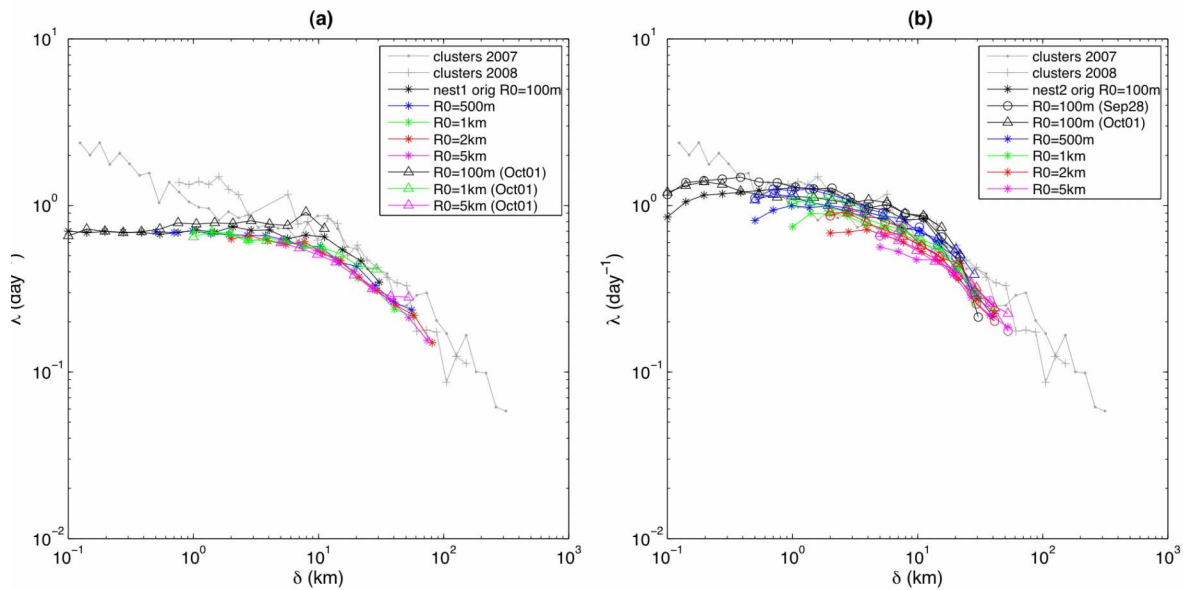 (a)
10^1
10^0
10^-1
10^-2
λ (day
10^-1
10^0
10^1
10^2
10^3
δ (km)
clusters 2007
clusters 2008
nest1 orig R0=100m
R0=500m
R0=1km
R0=2km
R0=5km
R0=100m (Oct01)
R0=1km (Oct01)
R0=5km (Oct01)
(b)
10^1
10^0
10^-1
10^-2
λ (day^-1)
10^-1
10^0
10^1
10^2
10^3
δ (km)
clusters 2007
clusters 2008
nest2 orig R0=100m
R0=100m (Sep28)
R0=100m (Oct01)
R0=500m
R0=1km
R0=2km
R0=5km